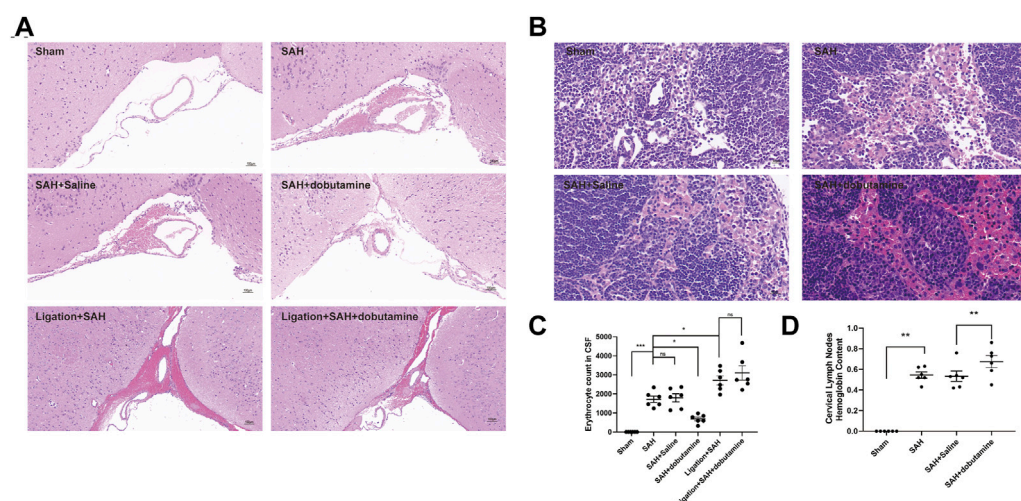 A
Sham
SAH
SAH+Saline
SAH+dobutamine
Ligation+SAH
Ligation+SAH+dobutamine
B
Sham
SAH
SAH+Saline
SAH+dobutamine
C
Erythrocyte count in CSF
5000
4000
3000
2000
1000
0
***
ns
*
*
ns
Sham
SAH
SAH+Saline
SAH+dobutamine
Ligation+SAH
Ligation+SAH+dobutamine
D
Cervical Lymph Nodes
Hemoglobin Content
1.0
0.8
0.6
0.4
0.2
0.0
**
**
Sham
SAH
SAH+Saline
SAH+dobutamine